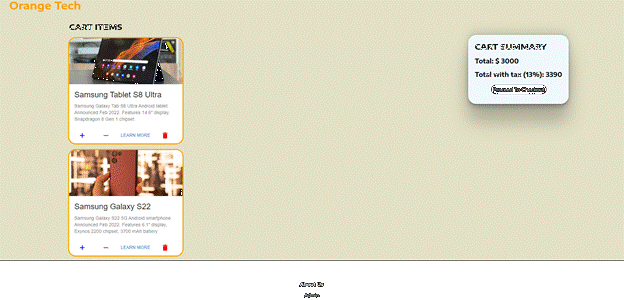 Orange Tech
CART ITEMS
Samsung Tablet S8 Ultra
Samsung Galaxy Tab S8 Ultra Android tablet.
Announced Feb 2022. Features 14.6″ display,
Snapdragon 8 Gen 1 chipset
+ − LEARN MORE
Samsung Galaxy S22
Samsung Galaxy S22 5G Android smartphone
Announced Feb 2022. Features 6.1″ display,
Exynos 2200 chipset, 3700 mAh battery
+ − LEARN MORE
CART SUMMARY
Total: $ 3000
Total with tax (13%): 3390
Proceed To Checkout
About Us
Admin